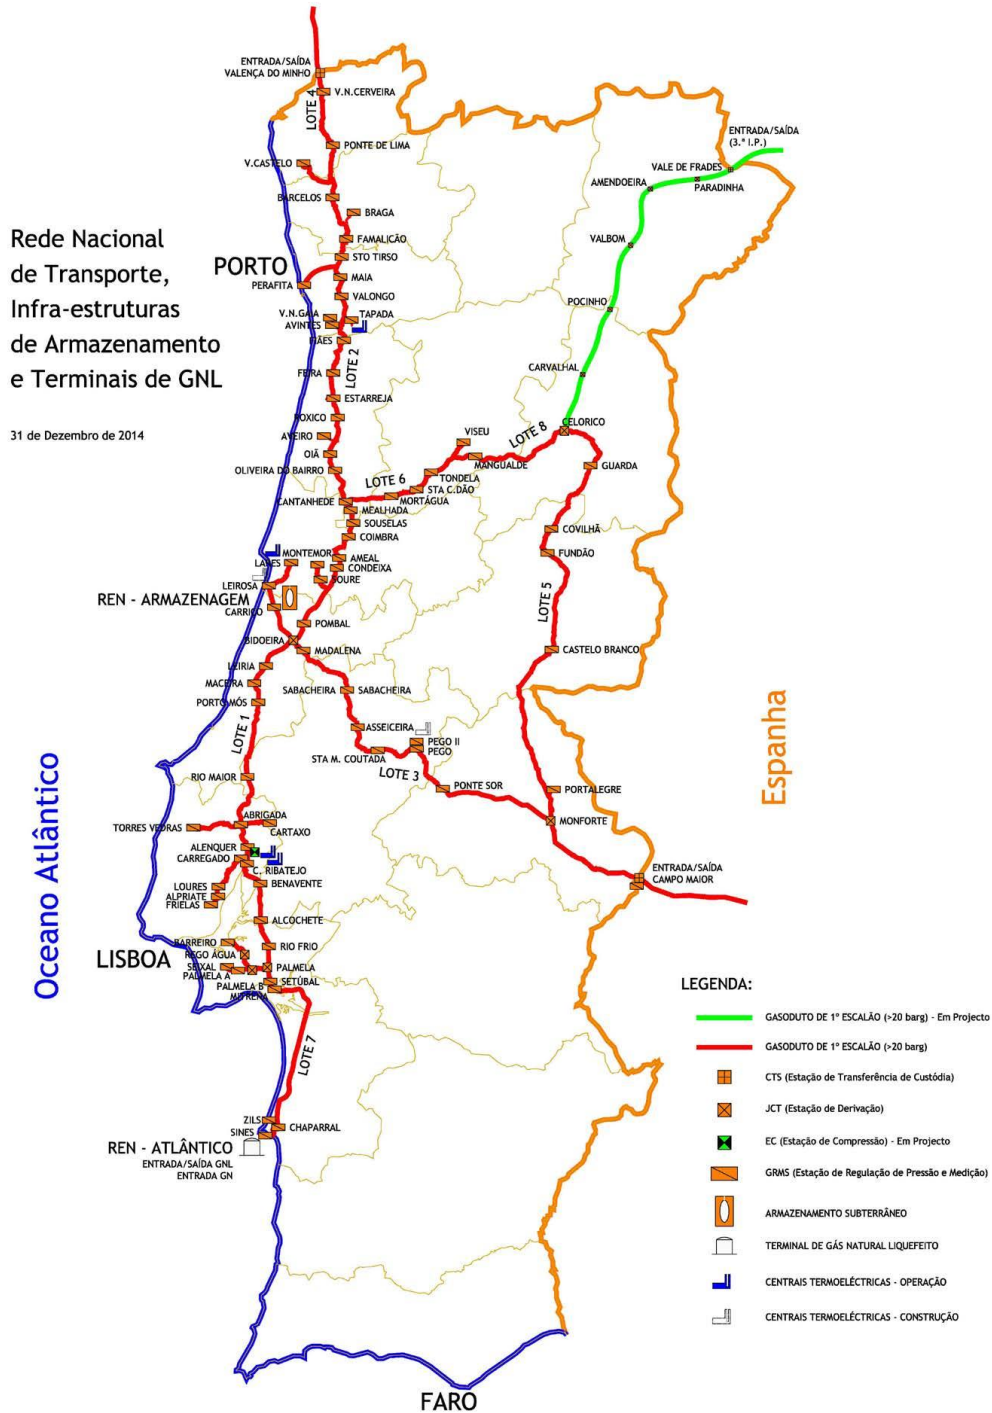 ENTRADA/SAÍDA
VALENÇA DO MINHO
LOTE 4
V.N.CERVEIRA
PONTE DE LIMA
V.CASTELO
BARCELOS
BRAGA
FAMALICÃO
STO TIRSO
PORTO
PERAFITA
MAIA
VALONGO
V.N.GAIA
TAPADA
AVINTES
FIÃES
LOTE 2
FEIRA
ESTARREJA
ROXICO
AVEIRO
OIÃ
OLIVEIRA DO BAIRRO
CANTANHEDE
MEALHADA
SOUSELAS
COIMBRA
ENTRADA/SAÍDA
(3.ª I.P.)
VALE DE FRADES
PARADINHA
AMENDOEIRA
VALBOM
POCINHO
CARVALHAL
CELORICO
LOTE 8
VISEU
MANGUALDE
TONDELA
STA C.DÃO
LOTE 6
MORTÁGUA
GUARDA
COVILHÃ
FUNDÃO
LOTE 5
CASTELO BRANCO
Rede Nacional
de Transporte,
Infra-estruturas
de Armazenamento
e Terminais de GNL
31 de Dezembro de 2014
MONTEMOR
LARES
AMEAL
CONDEIXA
SOURE
LEIROSA
REN - ARMAZENAGEM
CARRIÇO
POMBAL
BIDOEIRA
MADALENA
LEIRIA
MACEIRA
PORTO MÓS
SABACHEIRA
SABACHEIRA
LOTE 1
ASSEICEIRA
PEGO II
PEGO
STA M. COUTADA
LOTE 3
PONTE SOR
PORTALEGRE
MONFORTE
ENTRADA/SAÍDA
CAMPO MAIOR
RIO MAIOR
ABRIGADA
TORRES VEDRAS
CARTAXO
ALENQUER
CARREGADO
C. RIBATEJO
BENAVENTE
LOURES
ALPRIATE
FRIELAS
ALCOCHETE
BARREIRO
RIO FRIO
REGO ÁGUA
LISBOA
SEIXAL
PALMELA
PALMELA A
SETÚBAL
PALMELA B
MITRENA
LOTE 7
ZILS
CHAPARRAL
SINES
REN - ATLÂNTICO
ENTRADA/SAÍDA GNL
ENTRADA GN
Oceano Atlântico
Espanha
FARO
LEGENDA:
GASODUTO DE 1º ESCALÃO (>20 barg) - Em Projecto
GASODUTO DE 1º ESCALÃO (>20 barg)
CTS (Estação de Transferência de Custódia)
JCT (Estação de Derivação)
EC (Estação de Compressão) - Em Projecto
GRMS (Estação de Regulação de Pressão e Medição)
ARMAZENAMENTO SUBTERRÂNEO
TERMINAL DE GÁS NATURAL LIQUEFEITO
CENTRAIS TERMOELÉCTRICAS - OPERAÇÃO
CENTRAIS TERMOELÉCTRICAS - CONSTRUÇÃO